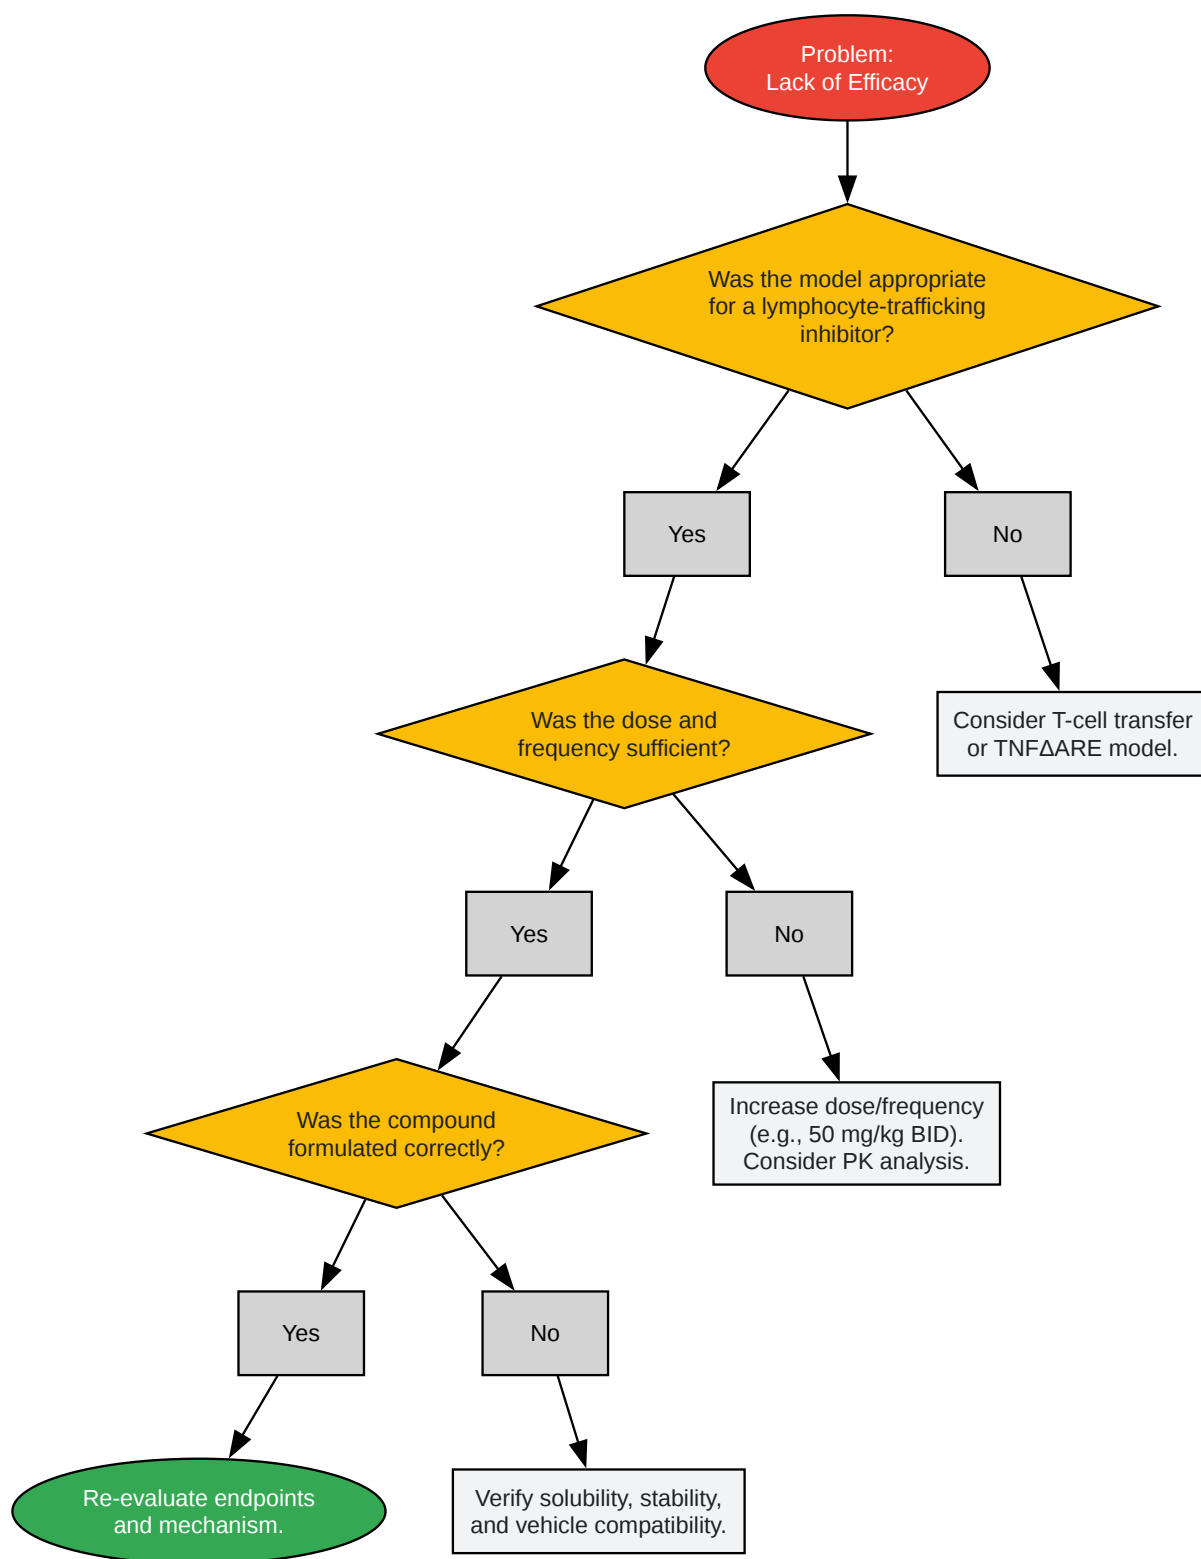 Problem:
Lack of Efficacy
Was the model appropriate
for a lymphocyte-trafficking
inhibitor?
Yes
No
Was the dose and
frequency sufficient?
Consider T-cell transfer
or TNFΔARE model.
Yes
No
Was the compound
formulated correctly?
Increase dose/frequency
(e.g., 50 mg/kg BID).
Consider PK analysis.
Yes
No
Re-evaluate endpoints
and mechanism.
Verify solubility, stability,
and vehicle compatibility.